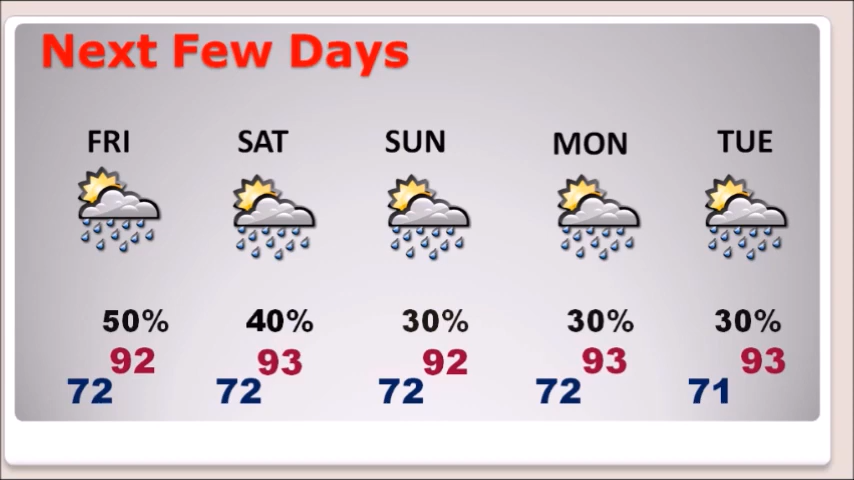 Next Few Days
FRI SAT SUN MON TUE
50% 40% 30% 30% 30%
92 93 92 93 93
72 72 72 72 71